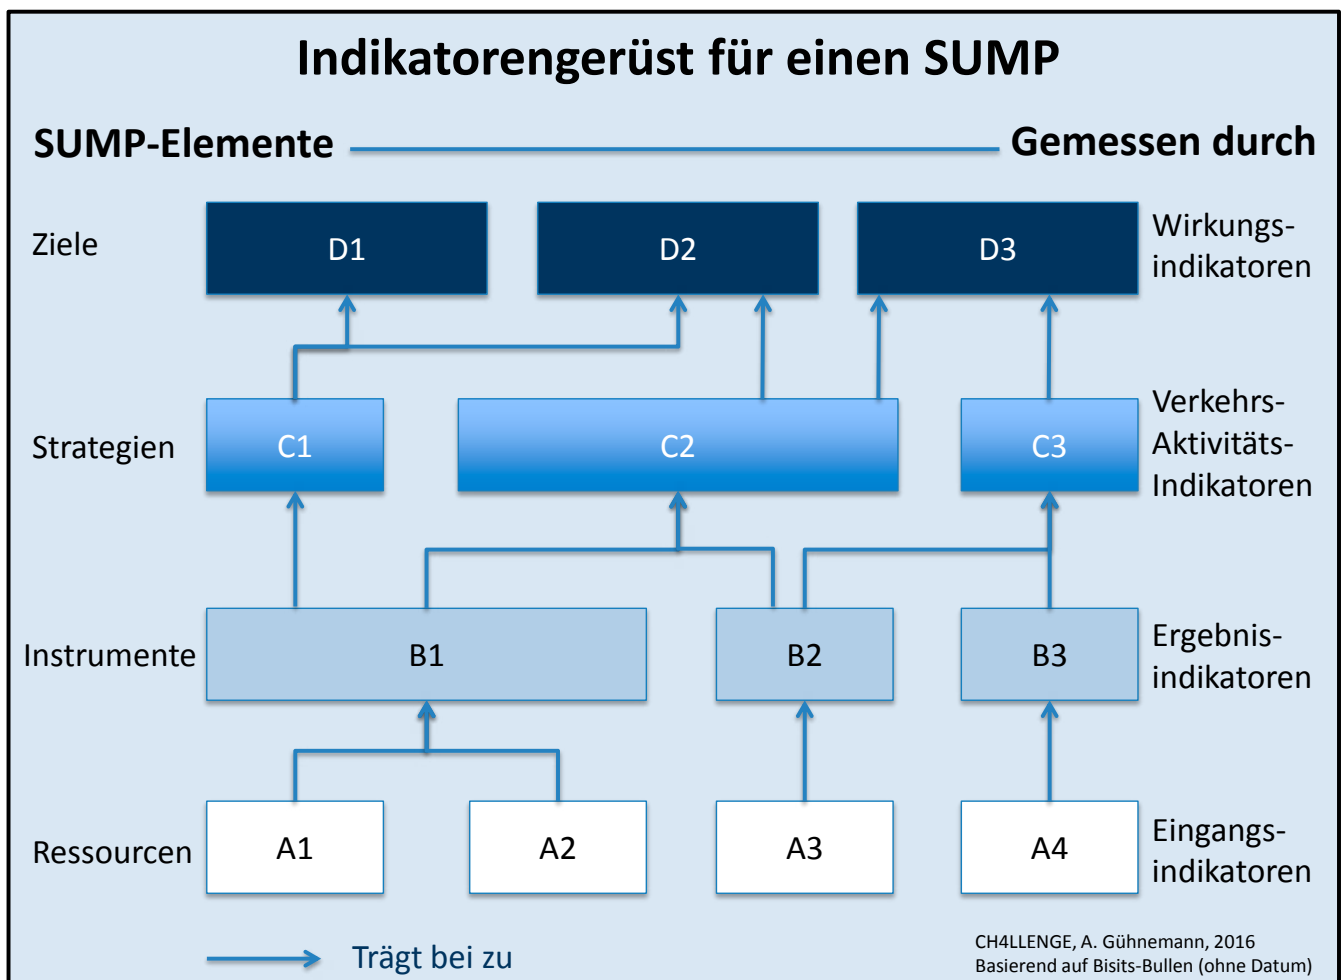 Indikatorengerüst für einen SUMP
SUMP-Elemente
Gemessen durch
Ziele
D1
D2
D3
Wirkungs-
indikatoren
Strategien
C1
C2
C3
Verkehrs-
Aktivitäts-
Indikatoren
Instrumente
B1
B2
B3
Ergebnis-
indikatoren
Ressourcen
A1
A2
A3
A4
Eingangs-
indikatoren
Trägt bei zu
CH4LLENGE, A. Gühnemann, 2016
Basierend auf Bisits-Bullen (ohne Datum)